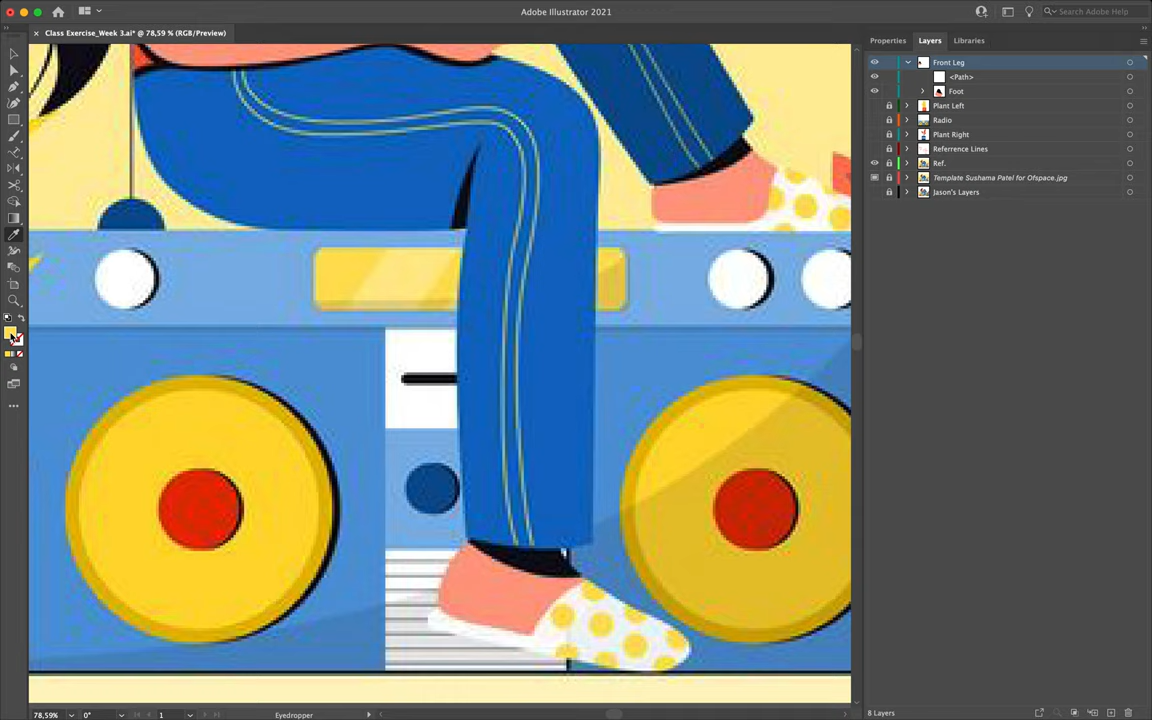 Adobe Illustrator 2021
Search Adobe Help
Class Exercise_Week 3.ai* @ 78,59 % (RGB/Preview)
Properties
Layers
Libraries
Front Leg
<Path>
Foot
Plant Left
Radio
Plant Right
Referrence Lines
Ref.
Template Sushama Patel for Ofspace.jpg
Jason's Layers
78,59%
0°
1
Eyedropper
8 Layers